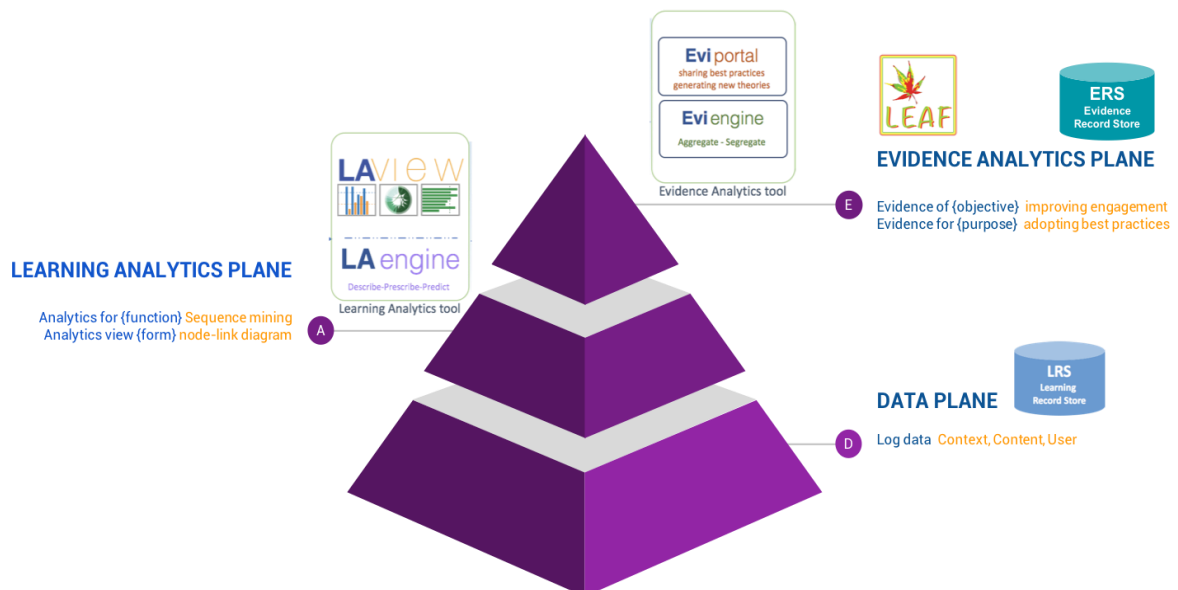 Evi portal
sharing best practices
generating new theories
Evi engine
Aggregate - Segregate
Evidence Analytics tool
LEAF
ERS
Evidence
Record Store
EVIDENCE ANALYTICS PLANE
E
Evidence of {objective} improving engagement
Evidence for {purpose} adopting best practices
LAVIEW
LA engine
Describe-Prescribe-Predict
Learning Analytics tool
LEARNING ANALYTICS PLANE
Analytics for {function} Sequence mining
Analytics view {form} node-link diagram
A
LRS
Learning
Record Store
DATA PLANE
D
Log data Context, Content, User